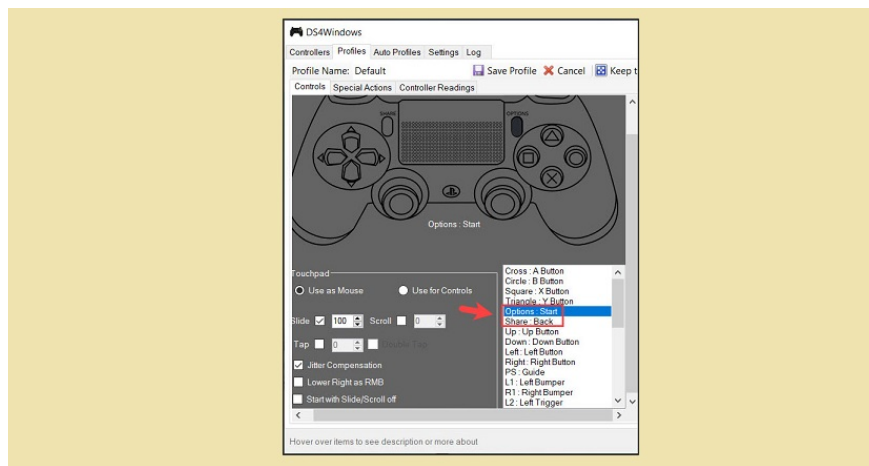 DS4Windows
Controllers Profiles Auto Profiles Settings Log
Profile Name: Default Save Profile Cancel Keep t
Controls Special Actions Controller Readings
SHARE OPTIONS
Options : Start
Touchpad
Use as Mouse Use for Controls
Slide 100 Scroll 0
Tap 0 Double Tap
Jitter Compensation
Lower Right as RMB
Start with Slide/Scroll off
Cross : A Button
Circle : B Button
Square : X Button
Triangle : Y Button
Options : Start
Share : Back
Up : Up Button
Down : Down Button
Left : Left Button
Right : Right Button
PS : Guide
L1 : Left Bumper
R1 : Right Bumper
L2 : Left Trigger
Hover over items to see description or more about